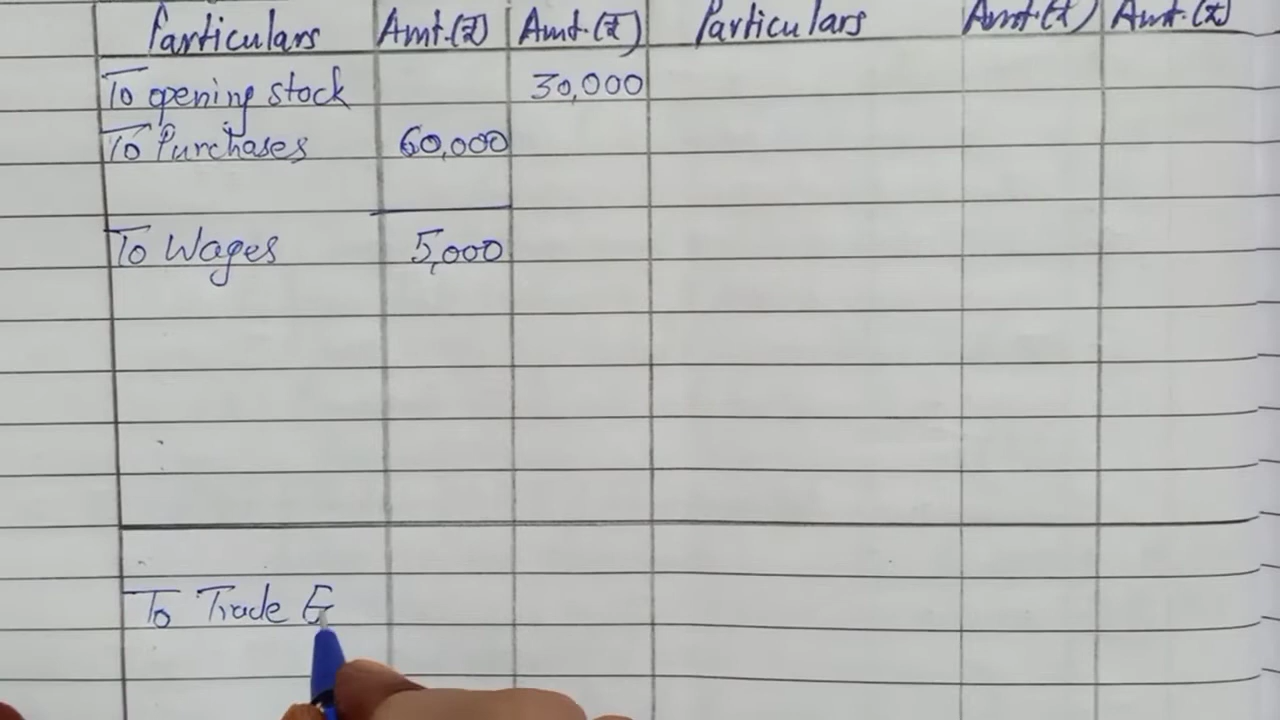 Particulars Amt.(₹) Amt.(₹) Particulars Amt.(₹) Amt.(₹)
To opening stock 30,000
To Purchases 60,000
To Wages 5,000
To Trade E